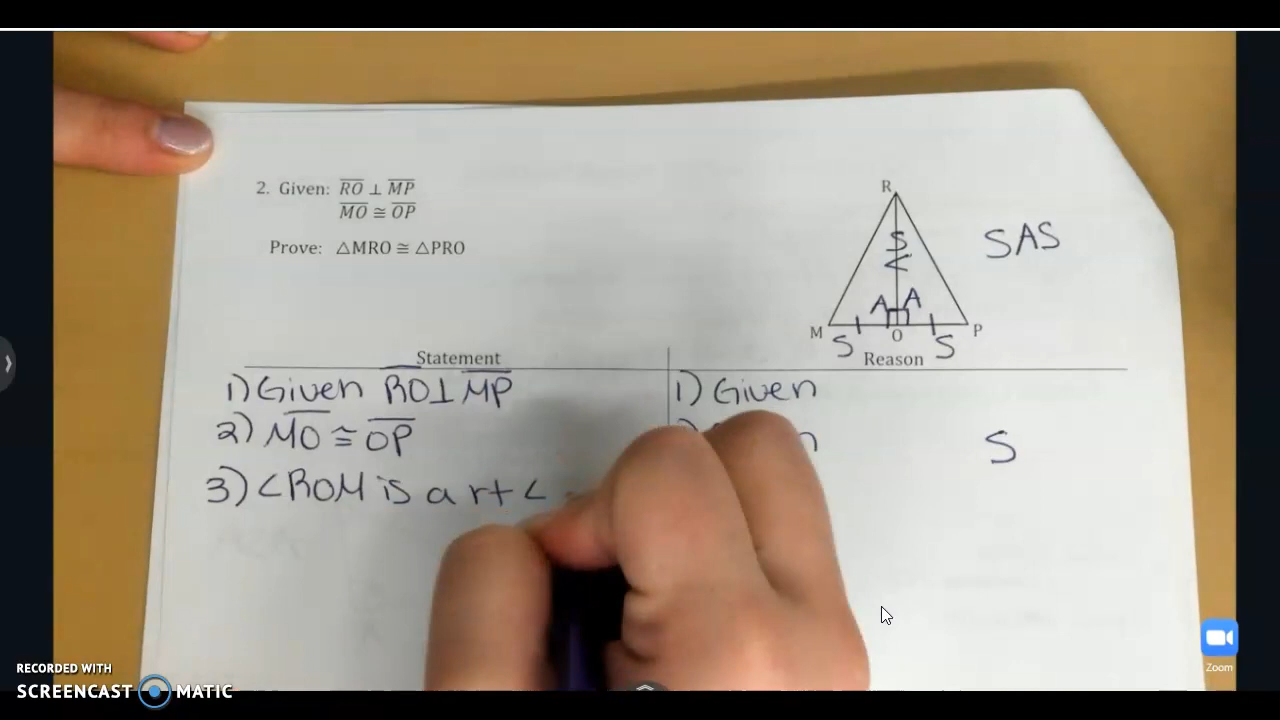 2. Given: RO ⊥ MP
MO ≅ OP
Prove: △MRO ≅ △PRO
R
S
SAS
A A
M O P
S S
Statement Reason
1) Given RO ⊥ MP 1) Given
2) MO ≅ OP S
3) <ROM is a rt <
Zoom
RECORDED WITH
SCREENCAST MATIC